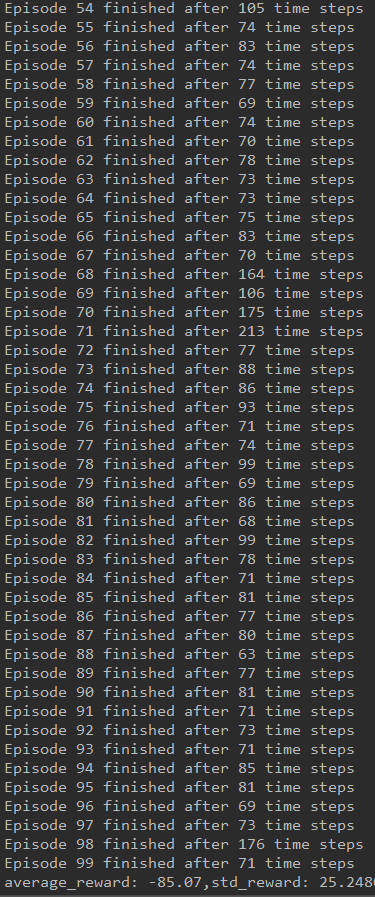 Episode 54 finished after 105 time steps
Episode 55 finished after 74 time steps
Episode 56 finished after 83 time steps
Episode 57 finished after 74 time steps
Episode 58 finished after 77 time steps
Episode 59 finished after 69 time steps
Episode 60 finished after 74 time steps
Episode 61 finished after 70 time steps
Episode 62 finished after 78 time steps
Episode 63 finished after 73 time steps
Episode 64 finished after 73 time steps
Episode 65 finished after 75 time steps
Episode 66 finished after 83 time steps
Episode 67 finished after 70 time steps
Episode 68 finished after 164 time steps
Episode 69 finished after 106 time steps
Episode 70 finished after 175 time steps
Episode 71 finished after 213 time steps
Episode 72 finished after 77 time steps
Episode 73 finished after 88 time steps
Episode 74 finished after 86 time steps
Episode 75 finished after 93 time steps
Episode 76 finished after 71 time steps
Episode 77 finished after 74 time steps
Episode 78 finished after 99 time steps
Episode 79 finished after 69 time steps
Episode 80 finished after 86 time steps
Episode 81 finished after 68 time steps
Episode 82 finished after 99 time steps
Episode 83 finished after 78 time steps
Episode 84 finished after 71 time steps
Episode 85 finished after 81 time steps
Episode 86 finished after 77 time steps
Episode 87 finished after 80 time steps
Episode 88 finished after 63 time steps
Episode 89 finished after 77 time steps
Episode 90 finished after 81 time steps
Episode 91 finished after 71 time steps
Episode 92 finished after 73 time steps
Episode 93 finished after 71 time steps
Episode 94 finished after 85 time steps
Episode 95 finished after 81 time steps
Episode 96 finished after 69 time steps
Episode 97 finished after 73 time steps
Episode 98 finished after 176 time steps
Episode 99 finished after 71 time steps
average_reward: -85.07,std_reward: 25.248